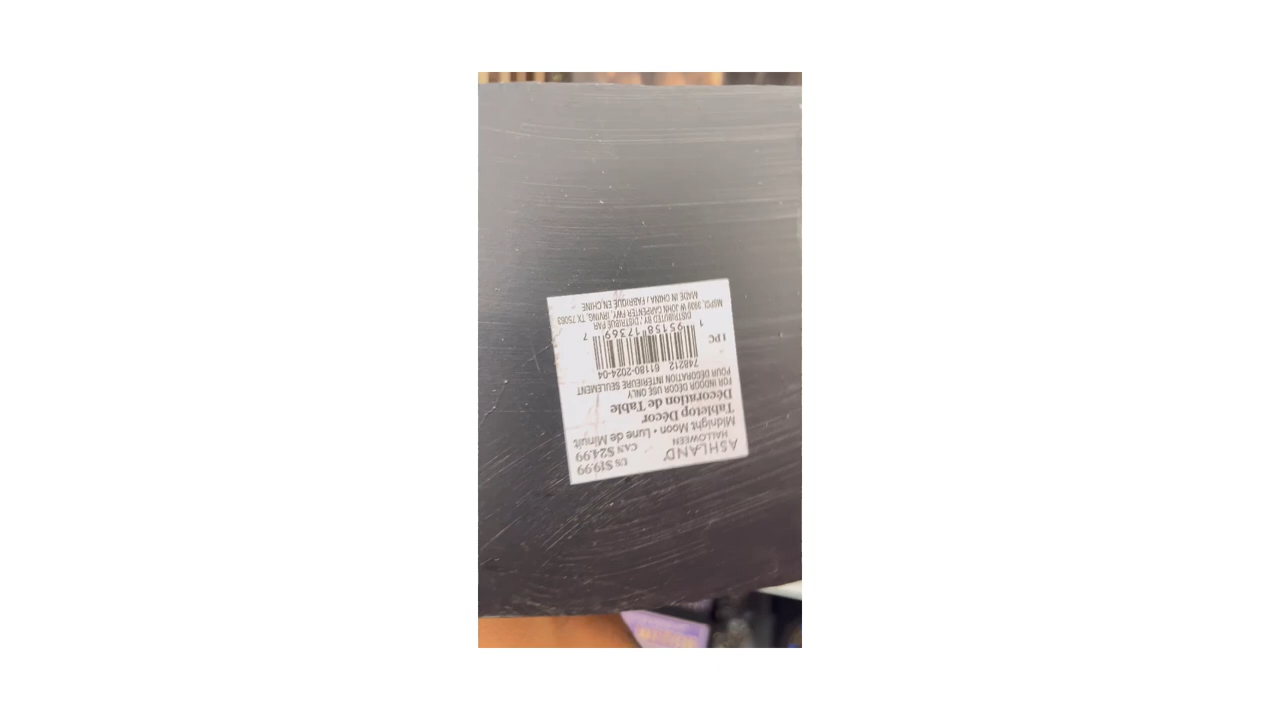 ASHLAND®
HALLOWEEN
US $19.99
CAN $24.99
Midnight Moon • Lune de Minuit
Tabletop Décor
Décoration de Table
FOR INDOOR DÉCOR USE ONLY
POUR DÉCORATION INTÉRIEURE SEULEMENT
748212 61180-2024-04
1 PC
1 95158 17369 7
DISTRIBUTED BY / DISTRIBUÉ PAR
MSPCI, 3939 W JOHN CARPENTER FWY, IRVING, TX 75063
MADE IN CHINA / FABRIQUÉ EN CHINE